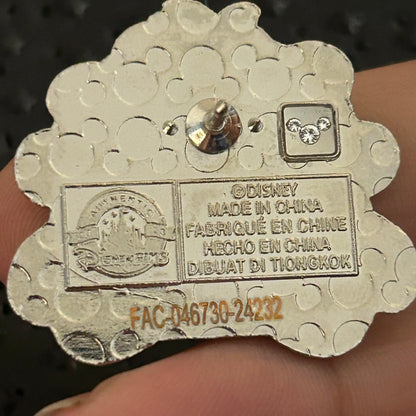 AUTHENTIC
DISNEY PINS
©DISNEY
MADE IN CHINA
FABRIQUÉ EN CHINE
HECHO EN CHINA
DIBUAT DI TIONGKOK
FAC-046730-24232